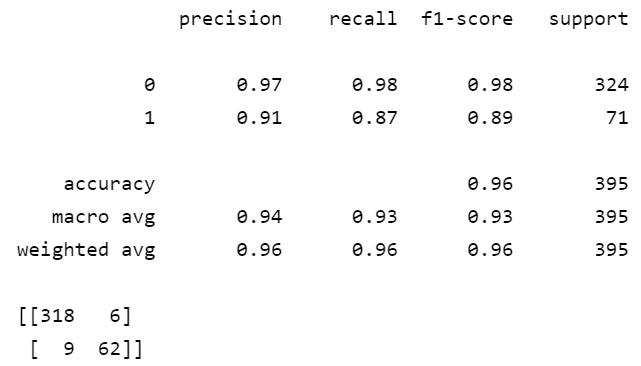 precision recall f1-score support
0 0.97 0.98 0.98 324
1 0.91 0.87 0.89 71
accuracy 0.96 395
macro avg 0.94 0.93 0.93 395
weighted avg 0.96 0.96 0.96 395
[[318 6]
[ 9 62]]